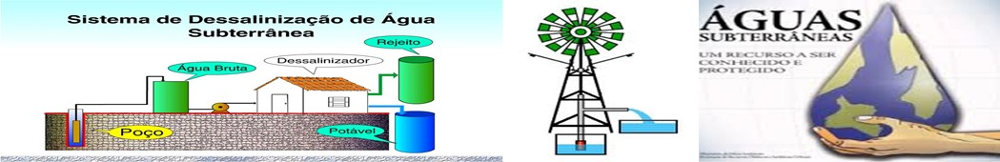 Sistema de Dessalinização de Água
Subterrânea
Rejeito
Dessalinizador
Água Bruta
Poço
Potável
ÁGUAS
SUBTERRÂNEAS
UM RECURSO A SER
CONHECIDO E
PROTEGIDO